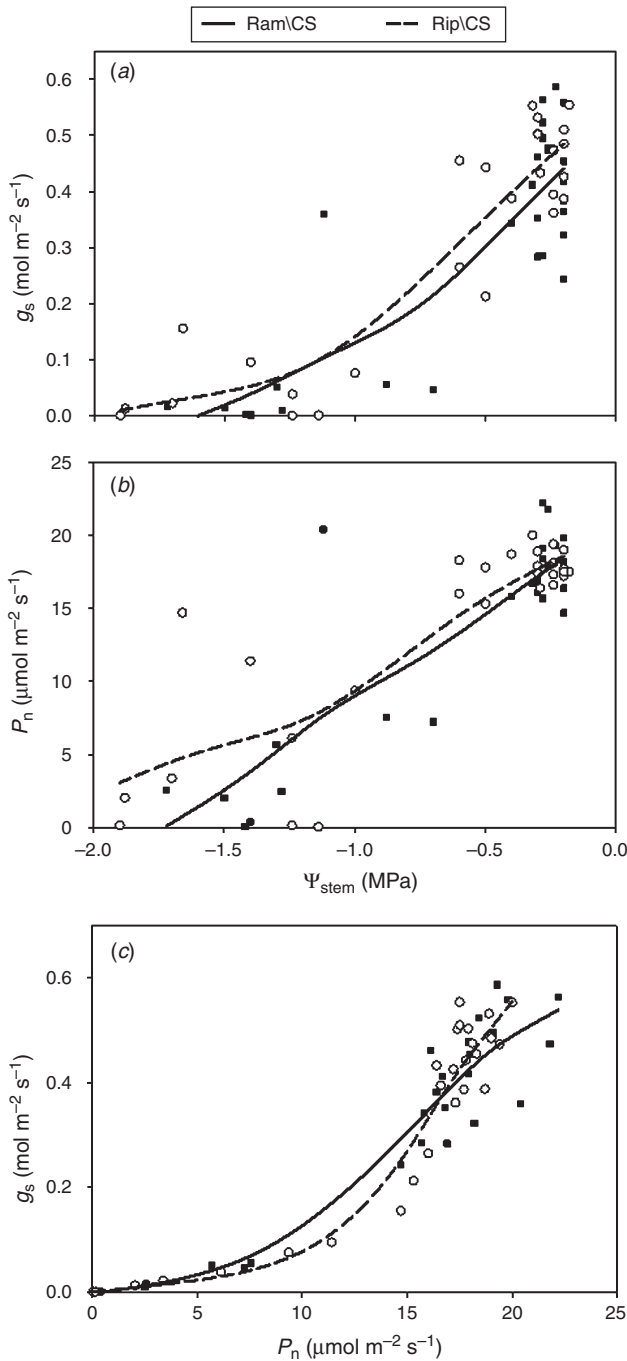 Ram\CS Rip\CS
(a)
0.6
0.5
0.4
0.3
0.2
0.1
0.0
gs (mol m−2 s−1)
(b)
25
20
15
10
5
0
Pn (μmol m−2 s−1)
−2.0 −1.5 −1.0 −0.5 0.0
Ψstem (MPa)
(c)
0.6
0.4
0.2
0.0
gs (mol m−2 s−1)
0 5 10 15 20 25
Pn (μmol m−2 s−1)